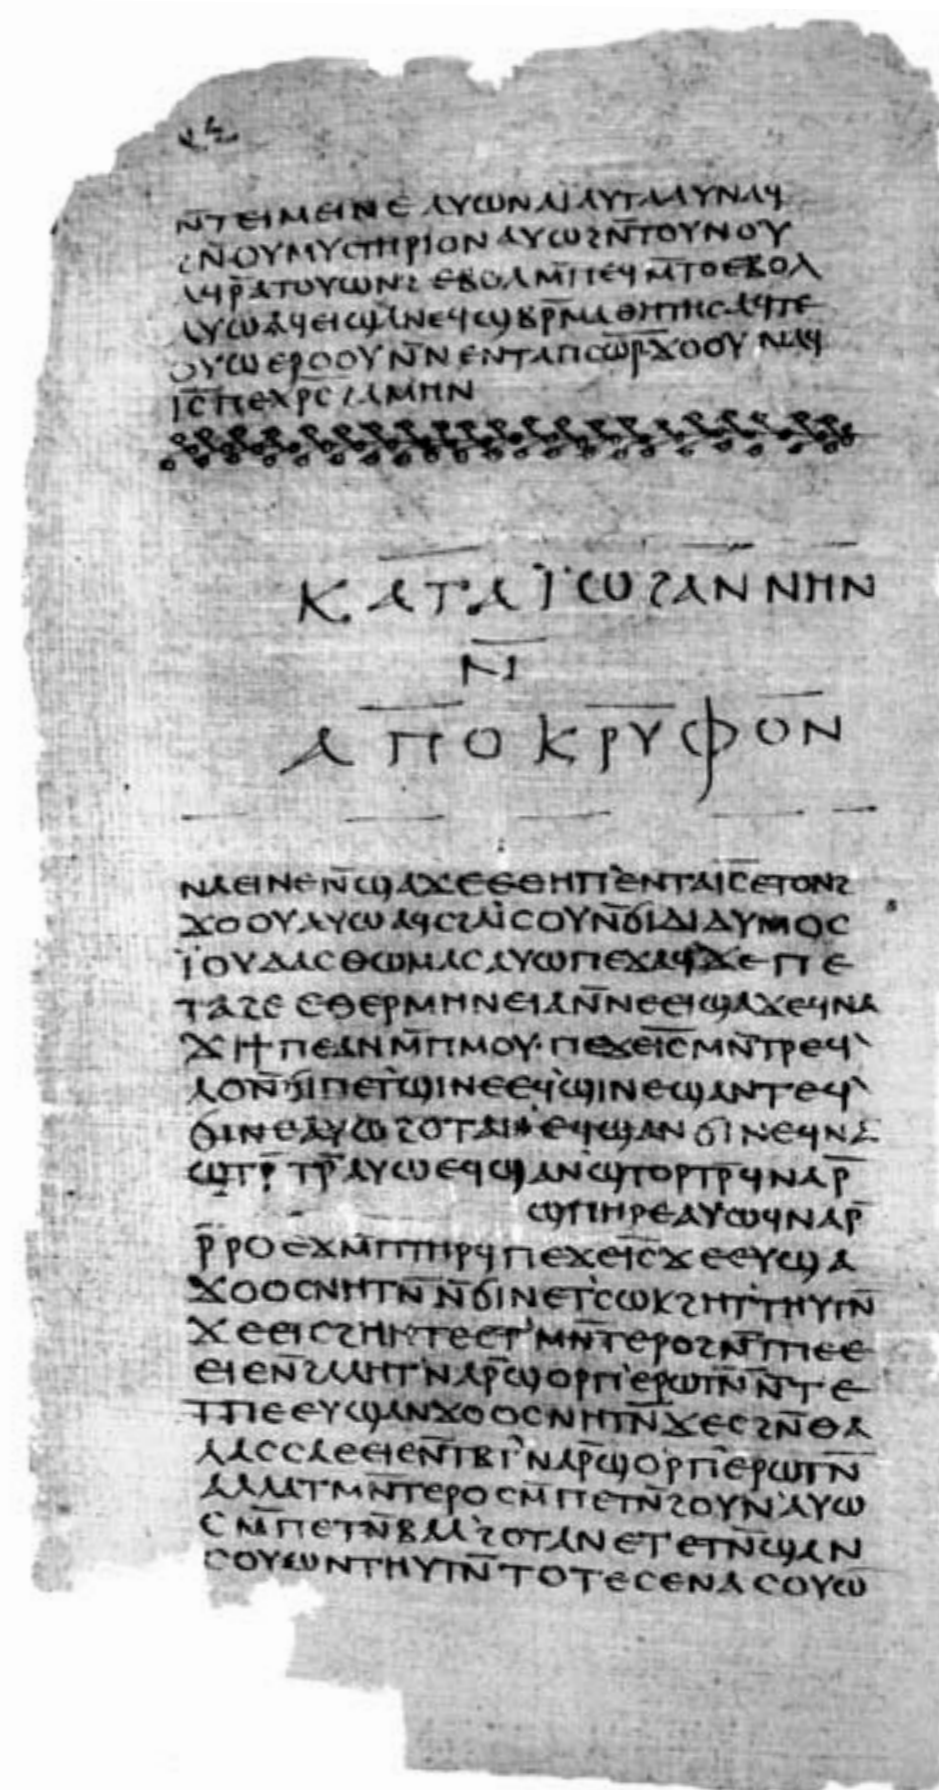 ⲛ̄ⲧⲉⲓⲙⲉⲓⲛⲉ ⲁⲩⲱ ⲛⲁⲓ ⲁⲩⲧⲁⲁⲩ ⲛⲁϥ
ϩⲛ̄ ⲟⲩⲙⲩⲥⲧⲏⲣⲓⲟⲛ ⲁⲩⲱ ϩⲛ̄ ⲧⲟⲩⲛⲟⲩ
ⲁϥⲣ̄ ⲁⲧⲟⲩⲱⲛϩ ⲉⲃⲟⲗ ⲙ̄ⲡⲉϥⲙ̄ⲧⲟ ⲉⲃⲟⲗ
ⲁⲩⲱ ⲁϥⲉⲓ ϣⲁ ⲛⲉϥϣⲃⲣ̄ⲙⲁⲑⲏⲧⲏⲥ ⲁϥⲧⲉ
ⲟⲩⲱ ⲉⲣⲟⲟⲩ ⲛ̄ⲛⲉⲛⲧⲁ ⲡⲥⲱ̄ⲣ̄ ϫⲟⲟⲩ ⲛⲁϥ
ⲓ̄ⲥ̄ ⲡⲉⲭⲣ̄ⲥ̄ ϩⲁⲙⲏⲛ
ⲕⲁⲧⲁ ⲓ̈ⲱϩⲁⲛⲛⲏⲛ
ⲛ̄
ⲁⲡⲟⲕⲣⲩⲫⲟⲛ
ⲛⲁⲉⲓ ⲛⲉ ⲛ̄ϣⲁϫⲉ ⲉⲑⲏⲡ ⲉⲛⲧⲁ ⲓ̄ⲥ̄ ⲉⲧⲟⲛϩ
ϫⲟⲟⲩ ⲁⲩⲱ ⲁϥⲥϩⲁⲓ̈ⲥⲟⲩ ⲛ̄ϭⲓ ⲇⲓⲇⲩⲙⲟⲥ
ⲓ̈ⲟⲩⲇⲁⲥ ⲑⲱⲙⲁⲥ ⲁⲩⲱ ⲡⲉϫⲁϥ ϫⲉ ⲡⲉ
ⲧⲁϩⲉ ⲉⲑⲉⲣⲙⲏⲛⲉⲓⲁ ⲛ̄ⲛⲉⲉⲓϣⲁϫⲉ ϥⲛⲁ
ϫⲓ ϯⲡⲉ ⲁⲛ ⲙ̄ⲡⲙⲟⲩ· ⲡⲉϫⲉ ⲓ̄ⲥ̄ ⲙⲛ̄ⲧⲣⲉϥ
ⲗⲟ ⲛ̄ϭⲓ ⲡⲉⲧϣⲓⲛⲉ ⲉϥϣⲓⲛⲉ ϣⲁⲛⲧⲉϥ
ϭⲓⲛⲉ ⲁⲩⲱ ϩⲟⲧⲁⲛ ⲉϥϣⲁⲛϭⲓⲛⲉ ϥⲛⲁ
ϣⲧⲣ̄ⲧⲣ̄ ⲁⲩⲱ ⲉϥϣⲁⲛϣⲧⲟⲣⲧⲣ̄ ϥⲛⲁⲣ̄
ϣⲡⲏⲣⲉ ⲁⲩⲱ ϥⲛⲁⲣ̄
ⲣ̄ⲣⲟ ⲉϫⲙ̄ ⲡⲧⲏⲣϥ ⲡⲉϫⲉ ⲓ̄ⲥ̄ ϫⲉ ⲉⲩϣⲁ
ϫⲟⲟⲥ ⲛⲏⲧⲛ̄ ⲛ̄ϭⲓ ⲛⲉⲧⲥⲱⲕ ϩⲏⲧ ⲧⲏⲩⲧⲛ̄
ϫⲉ ⲉⲓⲥ ϩⲏⲏⲧⲉ ⲉⲧⲙⲛ̄ⲧⲉⲣⲟ ϩⲛ̄ ⲧⲡⲉ ⲉ
ⲉⲓⲉ ⲛ̄ϩⲁⲗⲏⲧ ⲛⲁⲣ̄ ϣⲟⲣⲡ ⲉⲣⲱⲧⲛ̄ ⲛ̄ⲧⲉ
ⲧⲡⲉ ⲉⲩϣⲁⲛϫⲟⲟⲥ ⲛⲏⲧⲛ̄ ϫⲉ ⲥϩⲛ̄ ⲑⲁ
ⲗⲁⲥⲥⲁ ⲉⲉⲓⲉ ⲛ̄ⲧⲃⲧ ⲛⲁⲣ̄ ϣⲟⲣⲡ ⲉⲣⲱⲧⲛ̄
ⲁⲗⲗⲁ ⲧⲙⲛ̄ⲧⲉⲣⲟ ⲥⲙ̄ⲡⲉⲧⲛ̄ϩⲟⲩⲛ ⲁⲩⲱ
ⲥⲙ̄ⲡⲉⲧⲛ̄ⲃⲁⲗ ϩⲟⲧⲁⲛ ⲉⲧⲉⲧⲛ̄ϣⲁⲛ
ⲥⲟⲩⲱⲛ ⲧⲏⲩⲧⲛ̄ ⲧⲟⲧⲉ ⲥⲉⲛⲁⲥⲟⲩⲱ